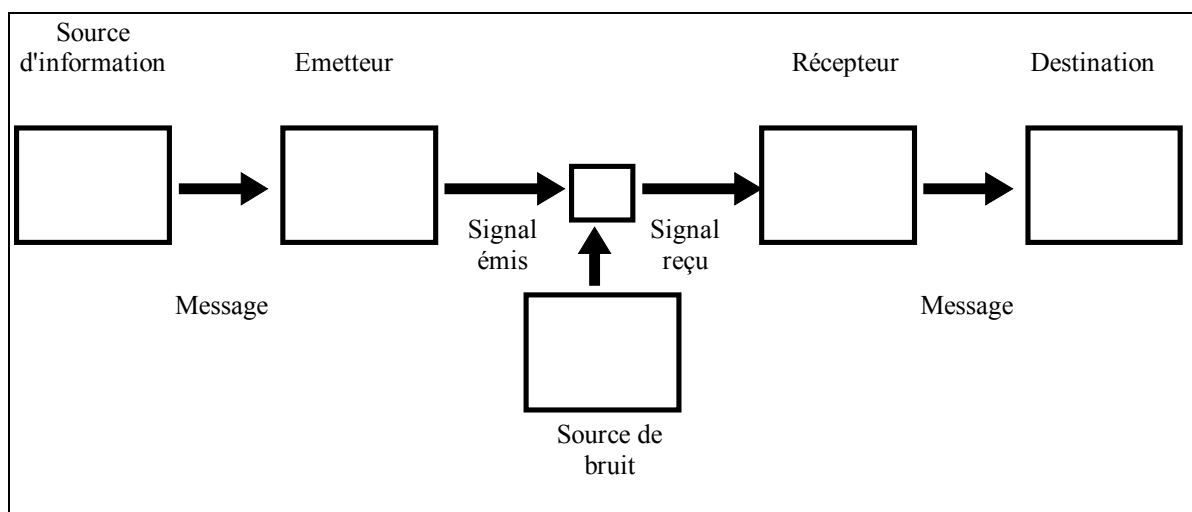 Source
d'information
Emetteur
Récepteur
Destination
Signal
émis
Signal
reçu
Message
Message
Source de
bruit